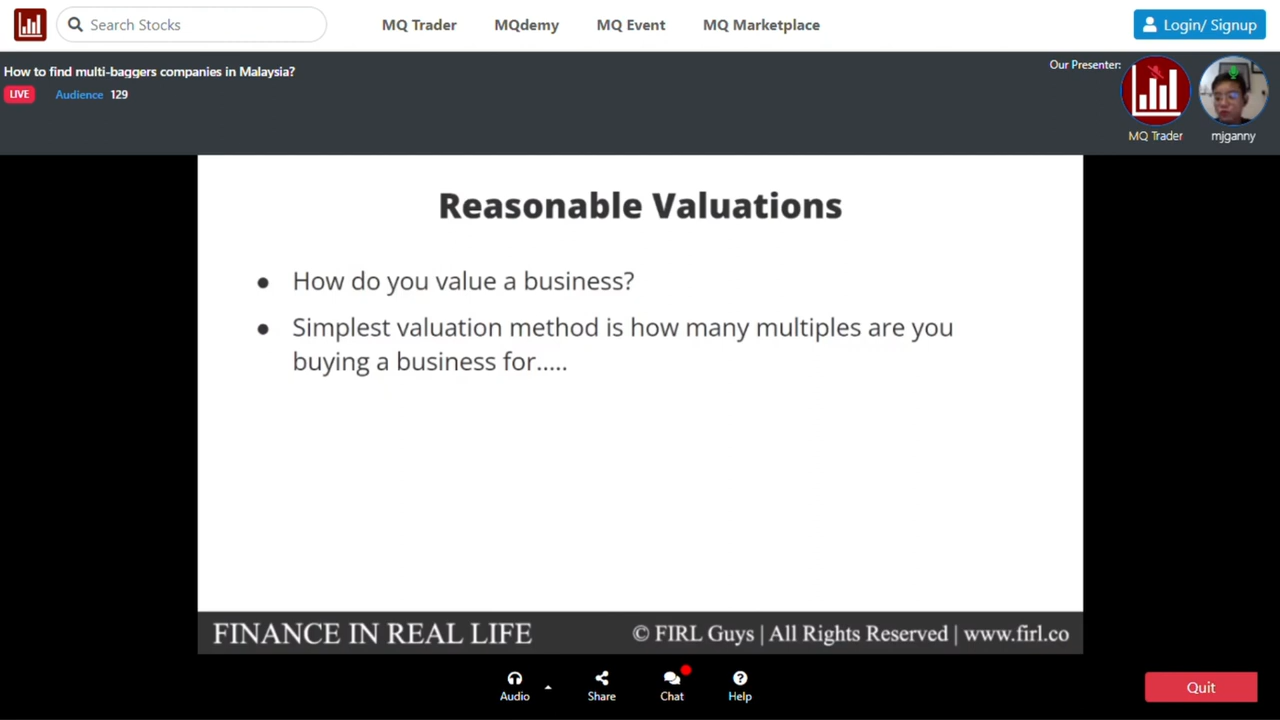 Search Stocks
MQ Trader
MQdemy
MQ Event
MQ Marketplace
Login/ Signup
How to find multi-baggers companies in Malaysia?
Our Presenter:
LIVE
Audience 129
MQ Trader
mjganny
Reasonable Valuations
● How do you value a business?
● Simplest valuation method is how many multiples are you
buying a business for.....
FINANCE IN REAL LIFE
© FIRL Guys | All Rights Reserved | www.firl.co
Audio
Share
Chat
Help
Quit